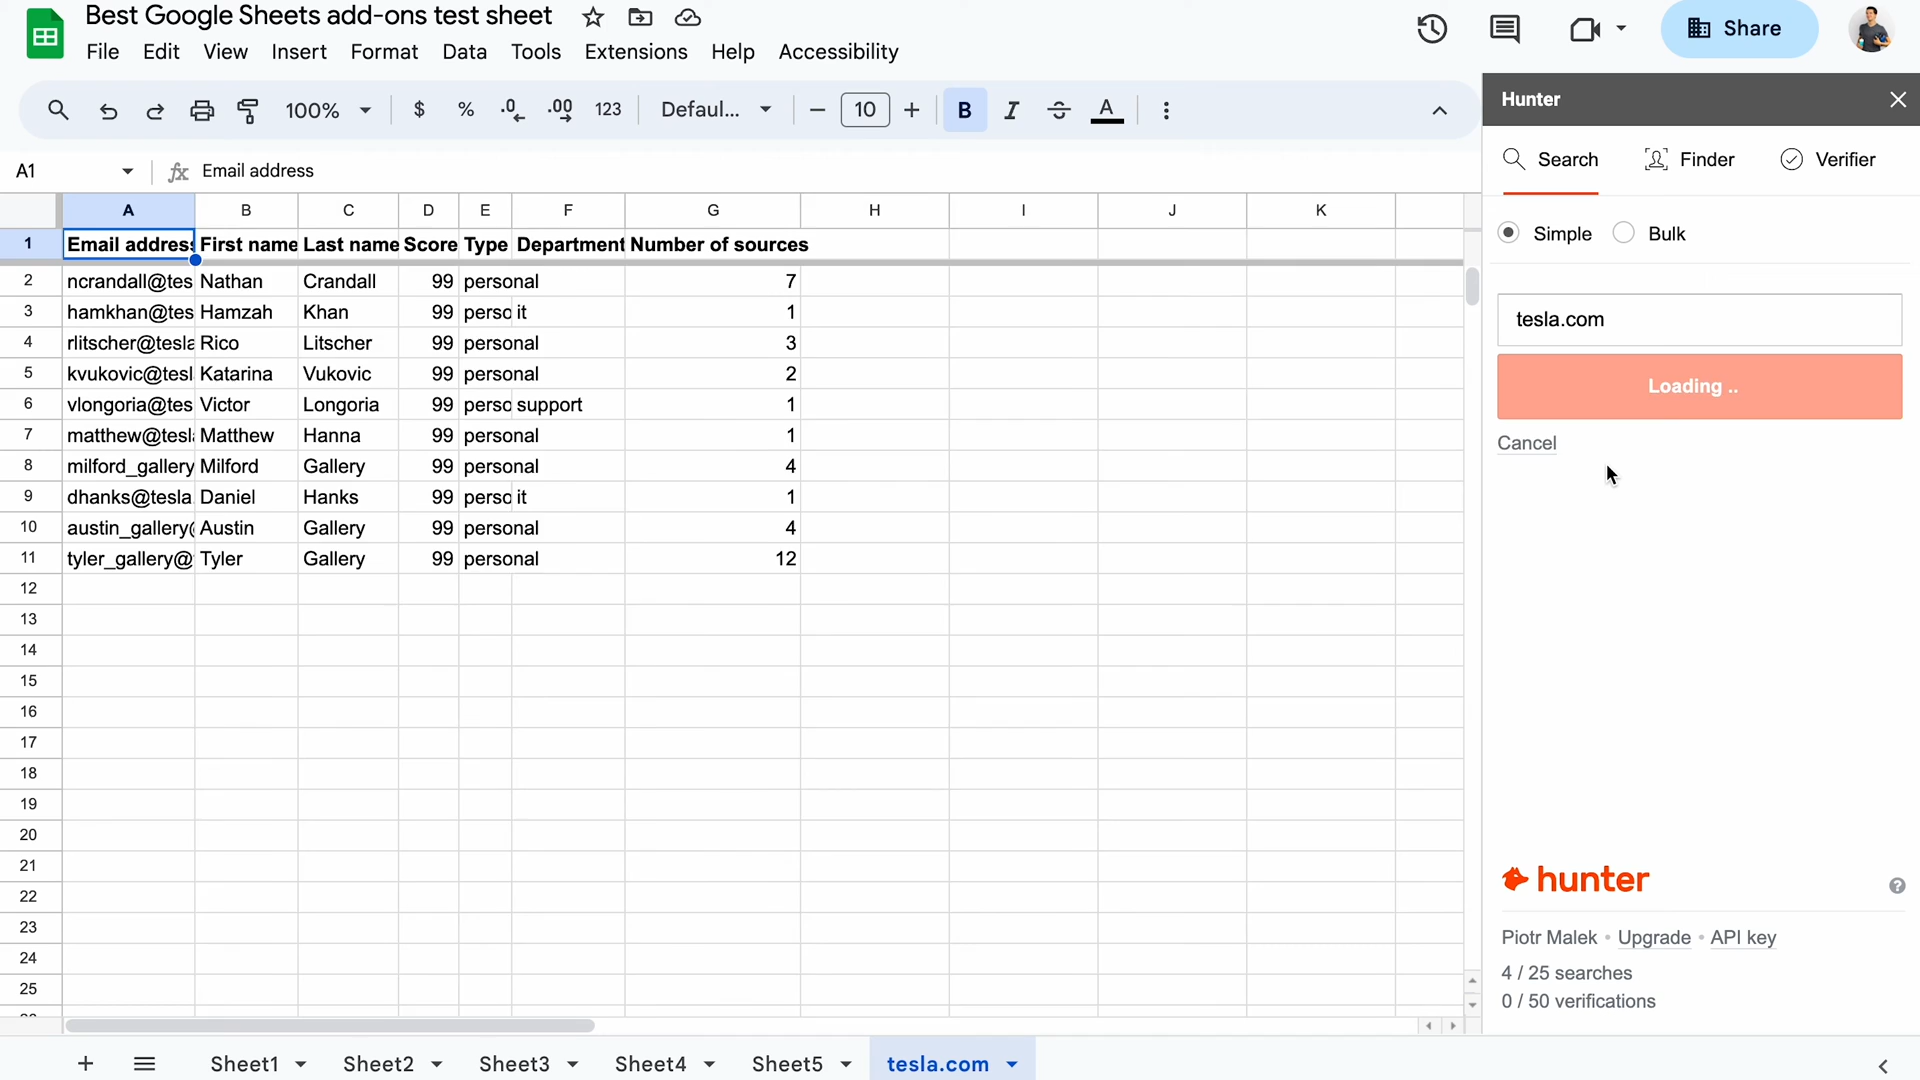 Best Google Sheets add-ons test sheet
File Edit View Insert Format Data Tools Extensions Help Accessibility
Share
100% $ % .0 .00 123 Defaul... 10 B I S A
A1 fx Email address
A B C D E F G H I J K
1 Email address First name Last name Score Type Department Number of sources
2 ncrandall@tes Nathan Crandall 99 personal 7
3 hamkhan@tes Hamzah Khan 99 perso it 1
4 rlitscher@tesla Rico Litscher 99 personal 3
5 kvukovic@tesl Katarina Vukovic 99 personal 2
6 vlongoria@tes Victor Longoria 99 perso support 1
7 matthew@tesl Matthew Hanna 99 personal 1
8 milford_gallery Milford Gallery 99 personal 4
9 dhanks@tesla Daniel Hanks 99 perso it 1
10 austin_gallery@ Austin Gallery 99 personal 4
11 tyler_gallery@ Tyler Gallery 99 personal 12
12
13
14
15
16
17
18
19
20
21
22
23
24
25
Sheet1 Sheet2 Sheet3 Sheet4 Sheet5 tesla.com
Hunter
Search Finder Verifier
Simple Bulk
tesla.com
Loading ..
Cancel
hunter
Piotr Malek • Upgrade • API key
4 / 25 searches
0 / 50 verifications